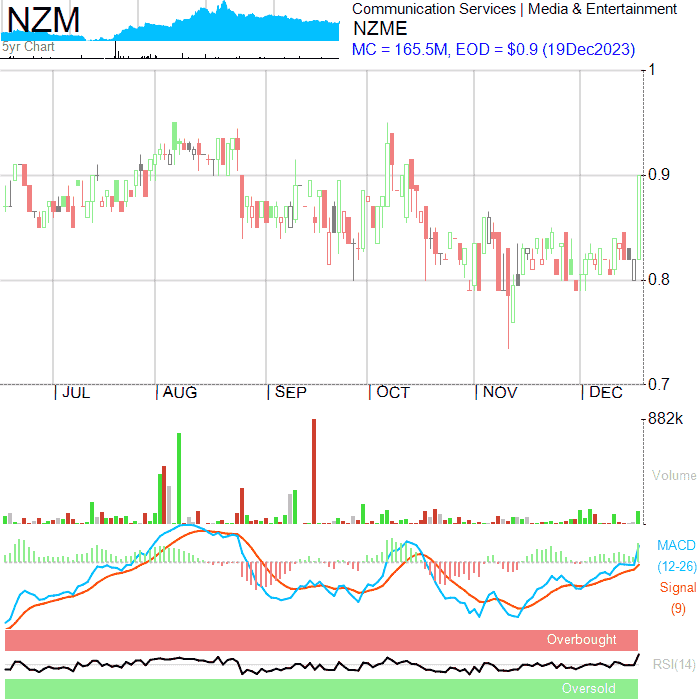 NZM
5yr Chart
Communication Services | Media & Entertainment
NZME
MC = 165.5M, EOD = $0.9 (19Dec2023)
1
0.9
0.8
0.7
| JUL | AUG | SEP | OCT | NOV | DEC
882k
Volume
MACD
(12-26)
Signal
(9)
Overbought
RSI(14)
Oversold